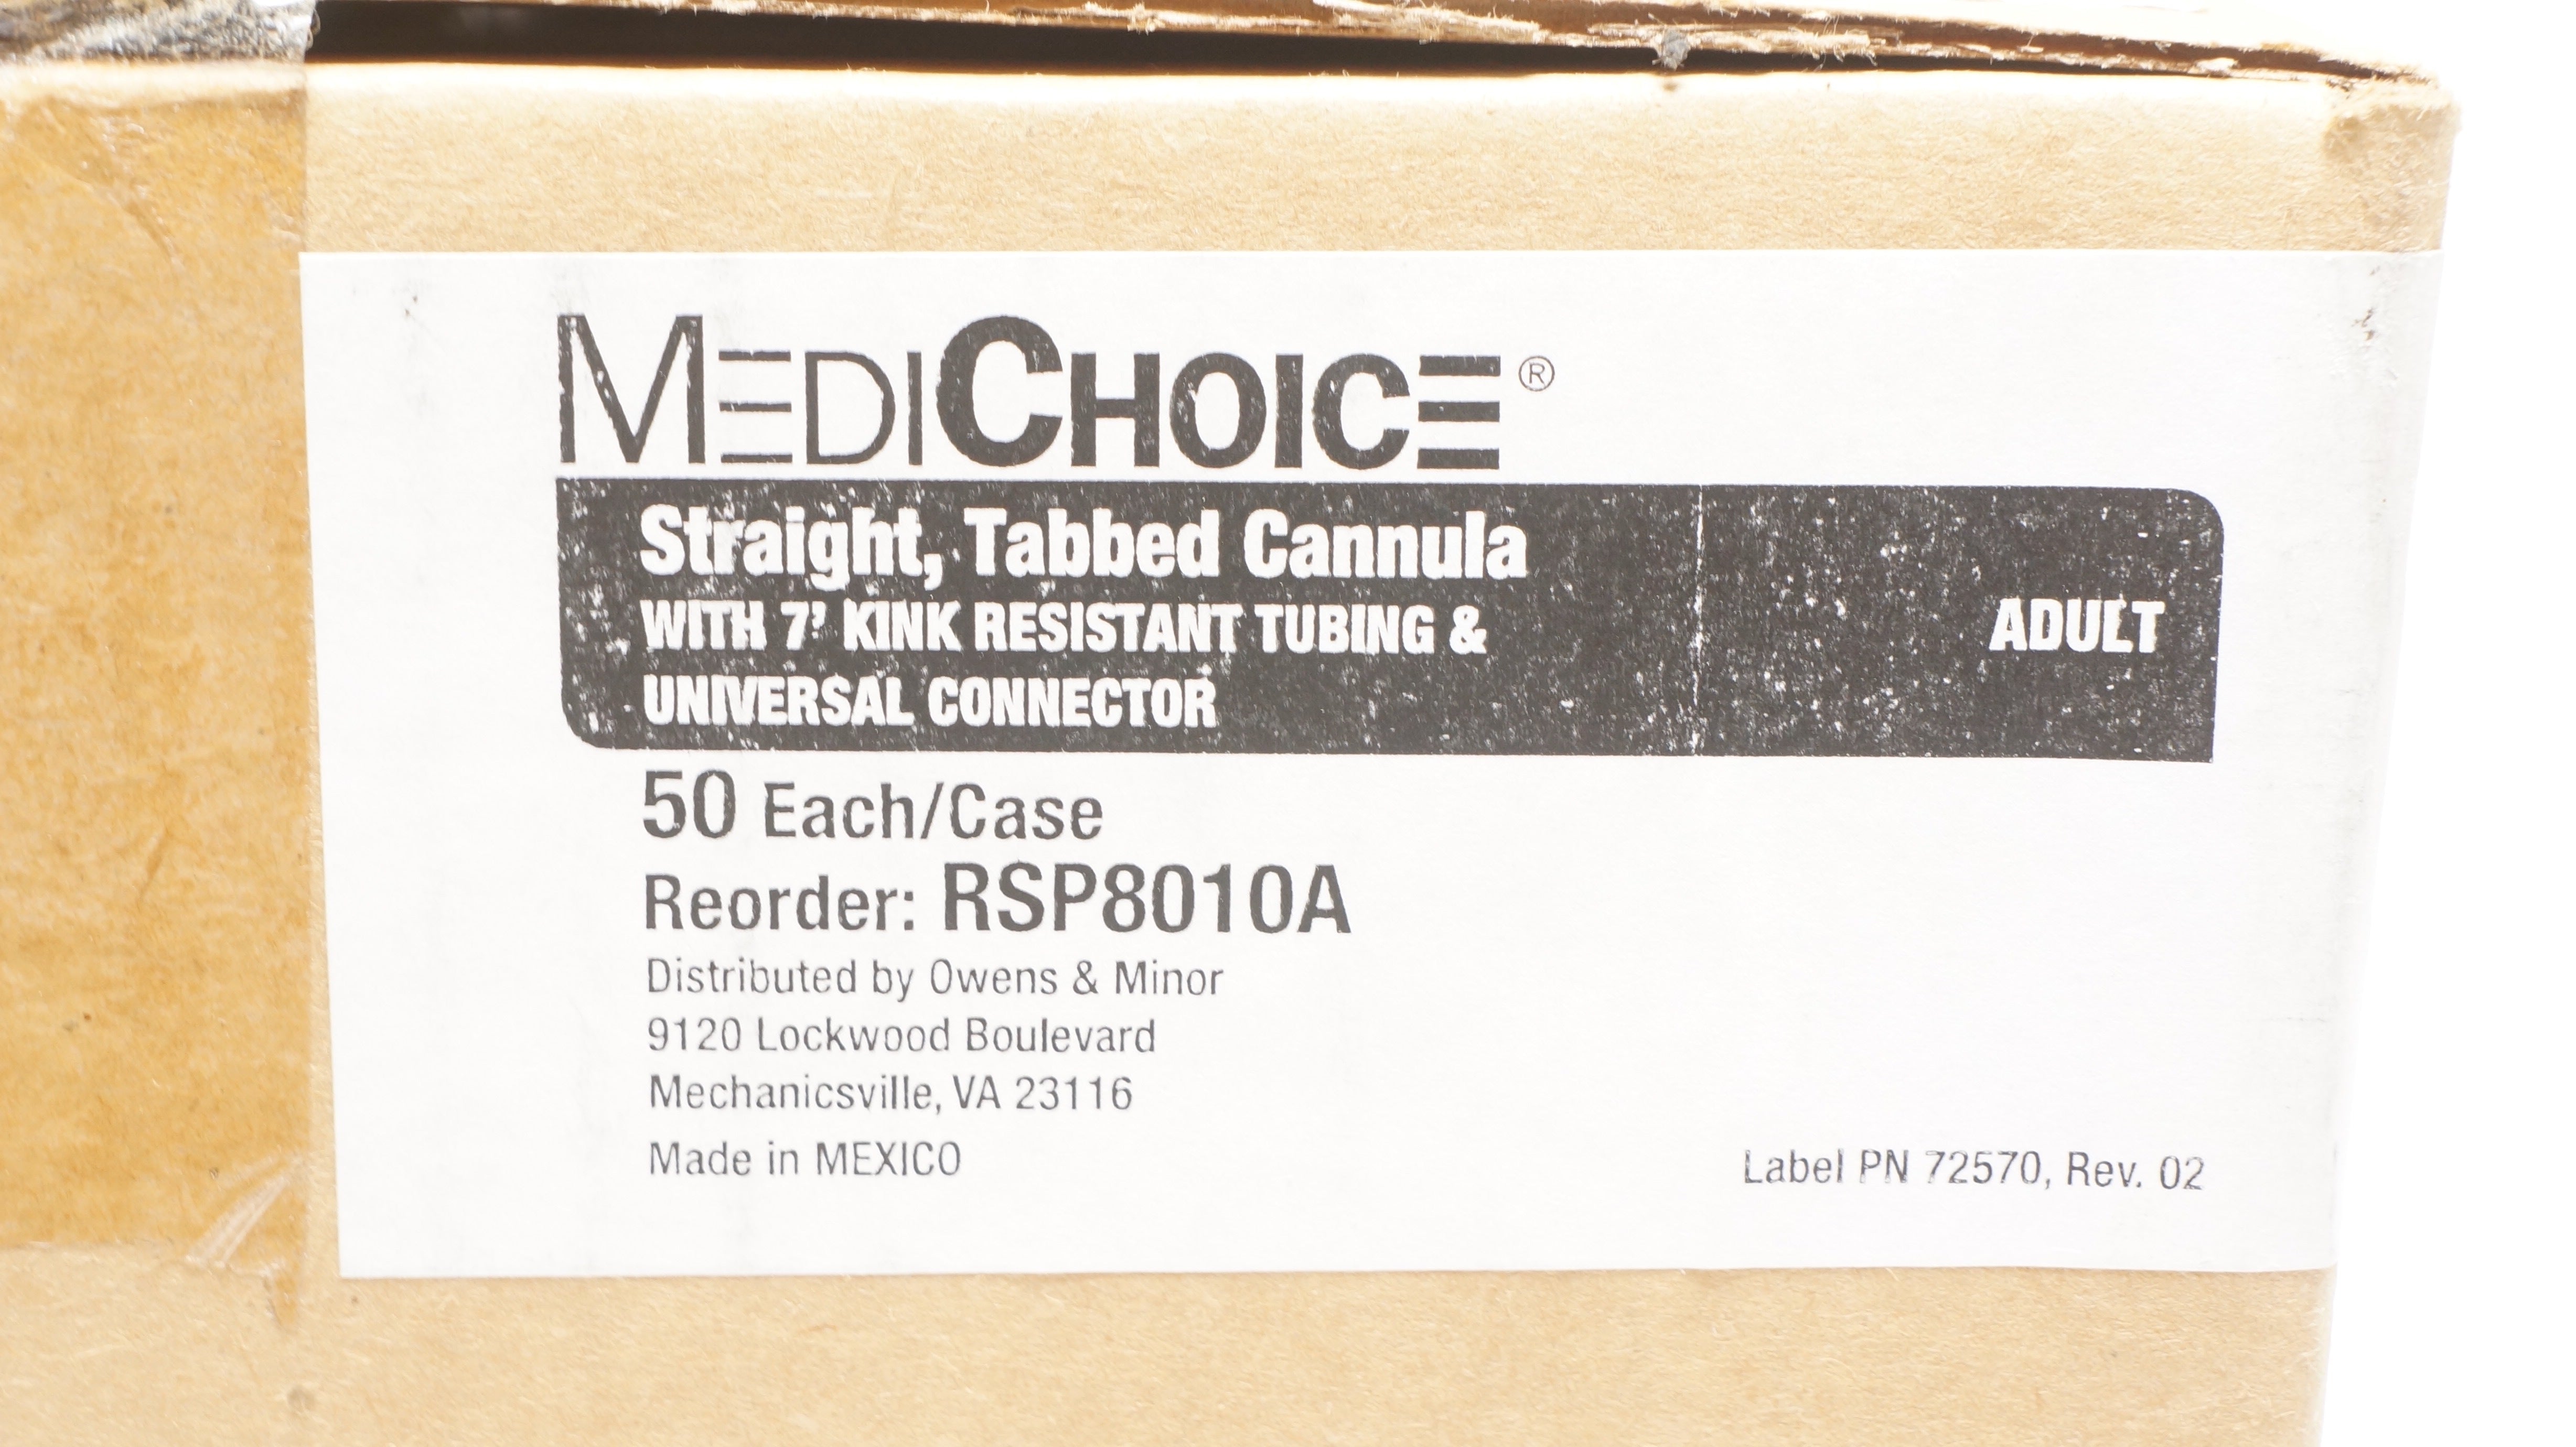 MEDICHOICE®
Straight, Tabbed Cannula
WITH 7' KINK RESISTANT TUBING &
UNIVERSAL CONNECTOR
ADULT
50 Each/Case
Reorder: RSP8010A
Distributed by Owens & Minor
9120 Lockwood Boulevard
Mechanicsville, VA 23116
Made in MEXICO
Label PN 72570, Rev. 02